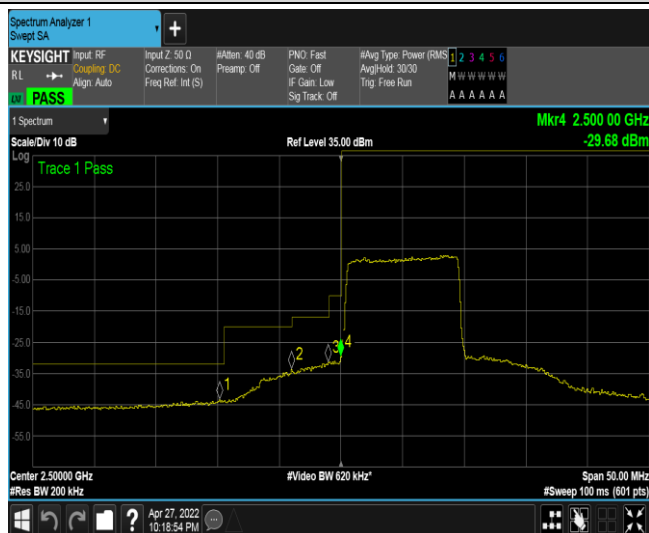 Spectrum Analyzer 1
Swept SA
+
KEYSIGHT Input: RF Input Z: 50 Ω #Atten: 40 dB PNO: Fast #Avg Type: Power (RMS 1 2 3 4 5 6
RL Coupling: DC Corrections: On Preamp: Off Gate: Off Avg|Hold: 30/30 M W W W W W
Align: Auto Freq Ref: Int (S) IF Gain: Low Trig: Free Run
Sig Track: Off A A A A A A
LXI PASS
1 Spectrum Mkr4 2.500 00 GHz
Scale/Div 10 dB Ref Level 35.00 dBm -29.68 dBm
Log
Trace 1 Pass
25.0
15.0
5.00
-5.00
-15.0
-25.0
3 4
2
-35.0
1
-45.0
-55.0
Center 2.50000 GHz #Video BW 620 kHz* Span 50.00 MHz
#Res BW 200 kHz #Sweep 100 ms (601 pts)
? Apr 27, 2022
10:18:54 PM